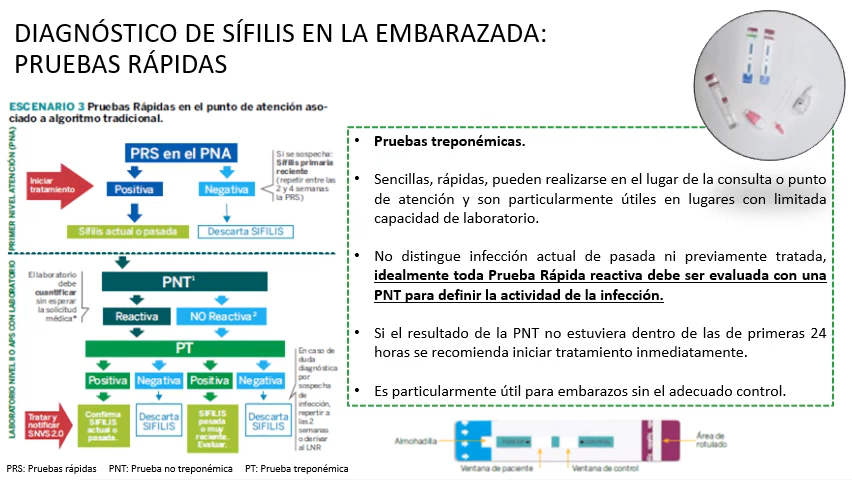 DIAGNÓSTICO DE SÍFILIS EN LA EMBARAZADA:
PRUEBAS RÁPIDAS
ESCENARIO 3 Pruebas Rápidas en el punto de atención aso-
ciado a algoritmo tradicional.
PRIMER NIVEL ATENCIÓN (PNA)
PRS en el PNA
Iniciar
tratamiento
Positiva
Negativa
Si se sospecha:
Sífilis primaria
reciente
(repetir entre las
2 y 4 semanas
la PRS)
Sífilis actual o pasada
Descarta SIFILIS
LABORATORIO NIVEL II O APS CON LABORATORIO
El laboratorio
debe
cuantificar
sin esperar
la solicitud
médica*
PNT¹
Reactiva
NO Reactiva²
PT
Positiva
Negativa
Positiva
Negativa
Tratar y
notificar
SNVS 2.0
Confirma
SIFILIS
actual o
pasada.
Descarta
SIFILIS
SIFILIS
pasada
o muy
reciente.
Evaluar.
Descarta
SIFILIS
En caso de
duda
diagnóstica
por
sospecha
de
infección,
repetir a
las 2
semanas
o derivar
al LNR
PRS: Pruebas rápidas PNT: Prueba no treponémica PT: Prueba treponémica
• Pruebas treponémicas.
• Sencillas, rápidas, pueden realizarse en el lugar de la consulta o punto
de atención y son particularmente útiles en lugares con limitada
capacidad de laboratorio.
• No distingue infección actual de pasada ni previamente tratada,
idealmente toda Prueba Rápida reactiva debe ser evaluada con una
PNT para definir la actividad de la infección.
• Si el resultado de la PNT no estuviera dentro de las de primeras 24
horas se recomienda iniciar tratamiento inmediatamente.
• Es particularmente útil para embarazos sin el adecuado control.
Almohadilla
Área de
rotulado
Ventana de paciente
Ventana de control